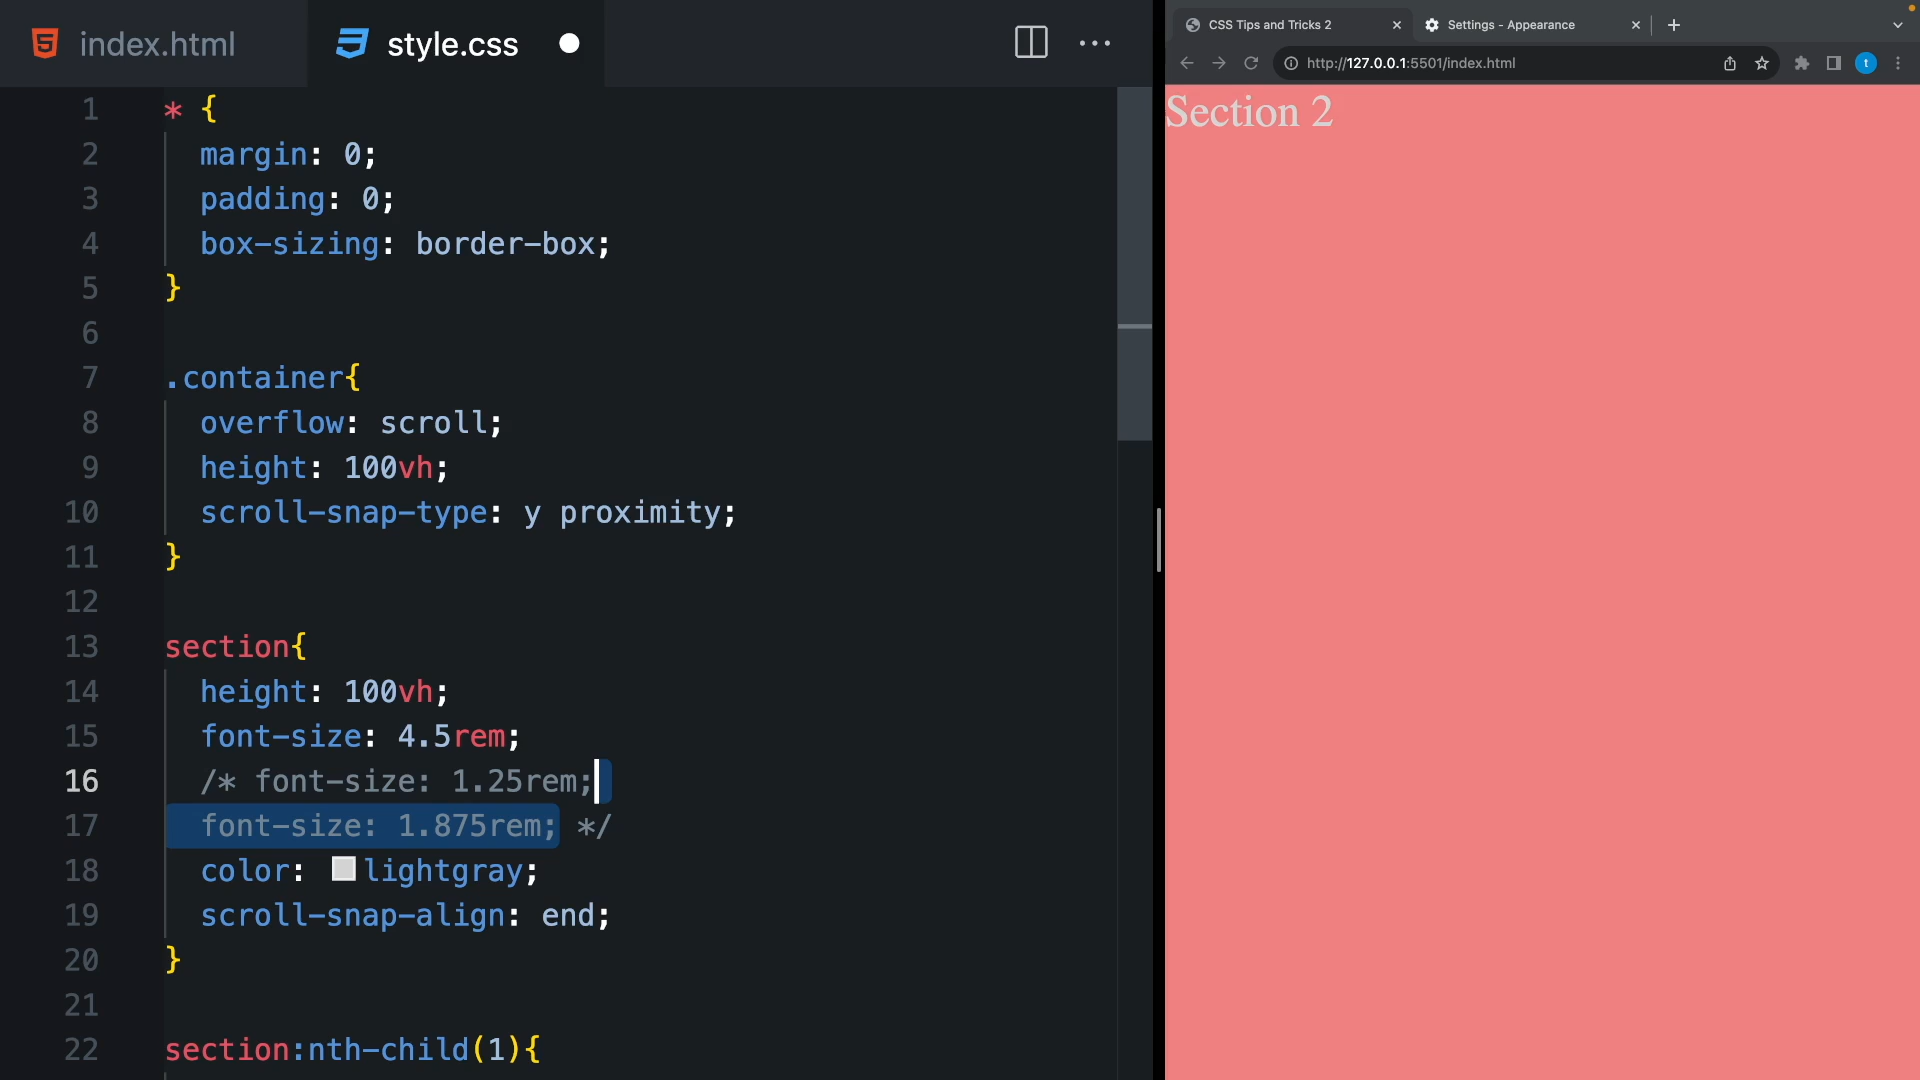 index.html
style.css
1 * {
2 margin: 0;
3 padding: 0;
4 box-sizing: border-box;
5 }
6
7 .container{
8 overflow: scroll;
9 height: 100vh;
10 scroll-snap-type: y proximity;
11 }
12
13 section{
14 height: 100vh;
15 font-size: 4.5rem;
16 /* font-size: 1.25rem;
17 font-size: 1.875rem; */
18 color: lightgray;
19 scroll-snap-align: end;
20 }
21
22 section:nth-child(1){
CSS Tips and Tricks 2
Settings - Appearance
http://127.0.0.1:5501/index.html
t
Section 2